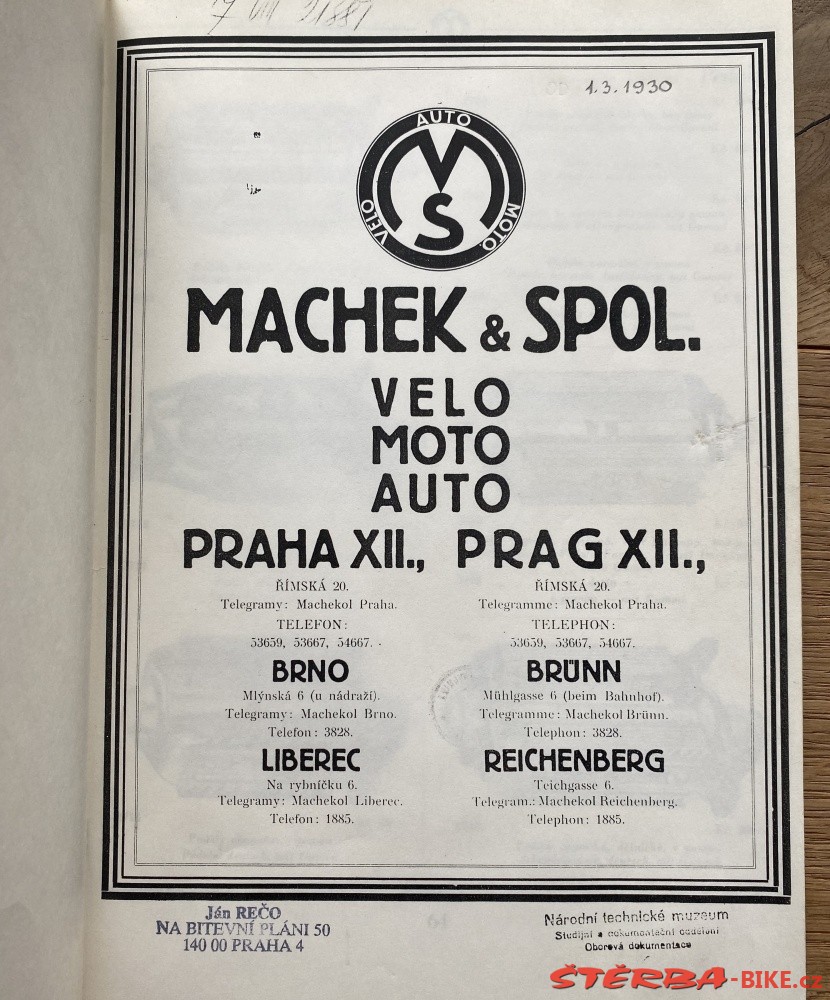 1.3.1930
AUTO
VELO
MOTO
M
S
MACHEK & SPOL.
VELO
MOTO
AUTO
PRAHA XII.,
ŘÍMSKÁ 20.
Telegramy: Machekol Praha.
TELEFON:
53659, 53667, 54667.
BRNO
Mlýnská 6 (u nádraží).
Telegramy: Machekol Brno.
Telefon: 3828.
LIBEREC
Na rybníčku 6.
Telegramy: Machekol Liberec.
Telefon: 1885.
PRAG XII.,
ŘÍMSKÁ 20.
Telegramme: Machekol Praha.
TELEPHON:
53659, 53667, 54667.
BRÜNN
Mühlgasse 6 (beim Bahnhof).
Telegramme: Machekol Brünn.
Telephon: 3828.
REICHENBERG
Teichgasse 6.
Telegram.: Machekol Reichenberg.
Telephon: 1885.
Ján REČO
NA BITEVNÍ PLÁNI 50
140 00 PRAHA 4
Národní technické muzeum
Studijní a dokumentační oddělení
Oborová dokumentace
ŠTĚRBA-BIKE.cz